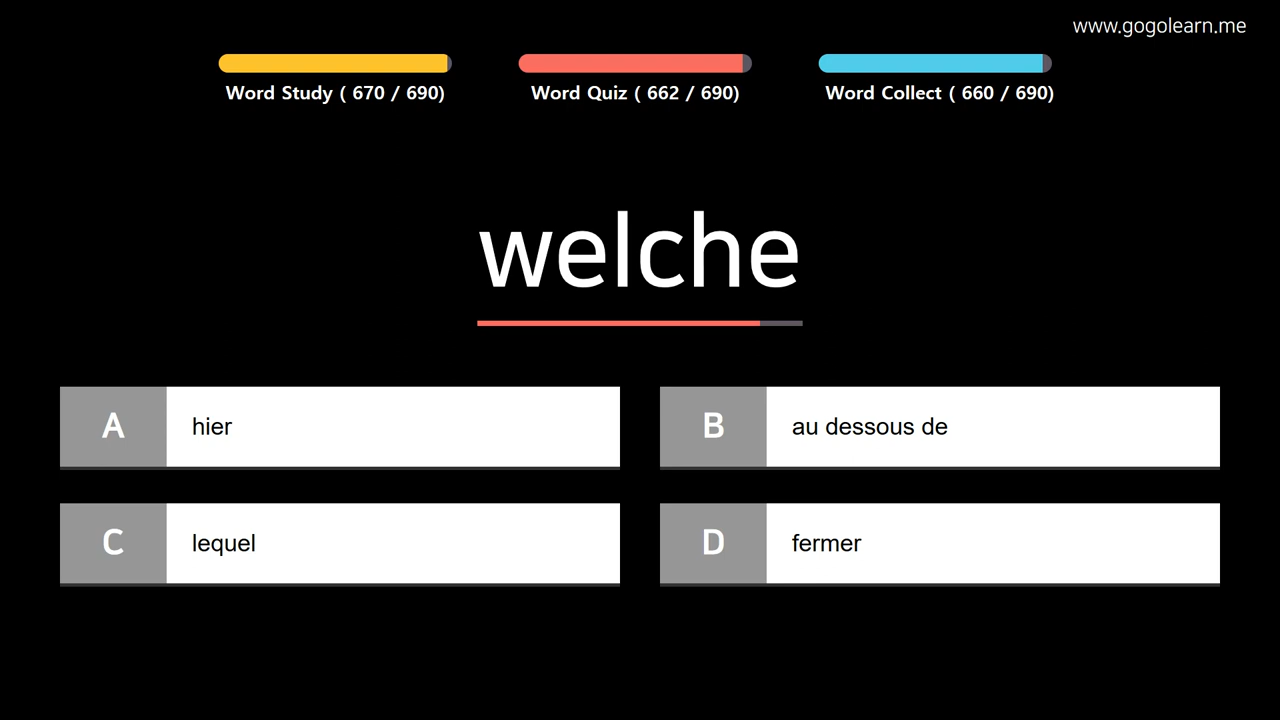 www.gogolearn.me
Word Study ( 670 / 690)
Word Quiz ( 662 / 690)
Word Collect ( 660 / 690)
welche
A hier
B au dessous de
C lequel
D fermer